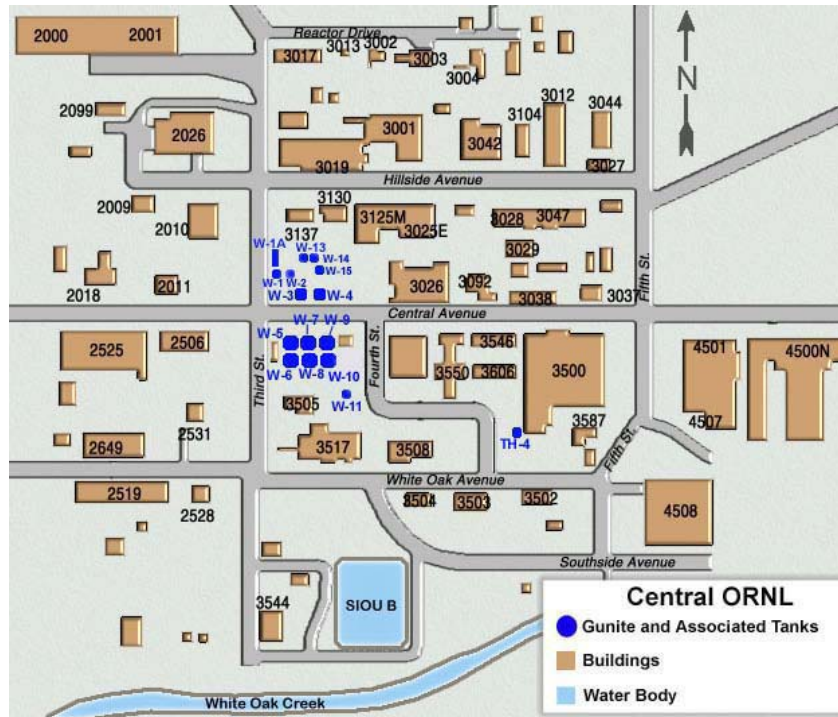 2000 2001
Reactor Drive
3017
3013
3002
3003
3004
2099
2026
3001
3019
3042
3104
3012
3044
3027
N
Hillside Avenue
2009
2010
3130
3137
3125M
3025E
3028 3047
3029
W-1A
W-13
W-14
W-15
W-1
W-2
W-3
W-4
2018
2011
3026
3092
3038
3037
Fifth St.
Central Avenue
2525
2506
Third St.
W-5
W-7
W-9
W-6
W-8
W-10
W-11
Fourth St.
3546
3550
3606
3500
4501
4500N
4507
2531
3505
2649
3517
3508
TH-4
3587
Fifth St.
White Oak Avenue
2519
2528
3504
3503
3502
4508
Southside Avenue
3544
SIOU B
White Oak Creek
Central ORNL
Gunite and Associated Tanks
Buildings
Water Body